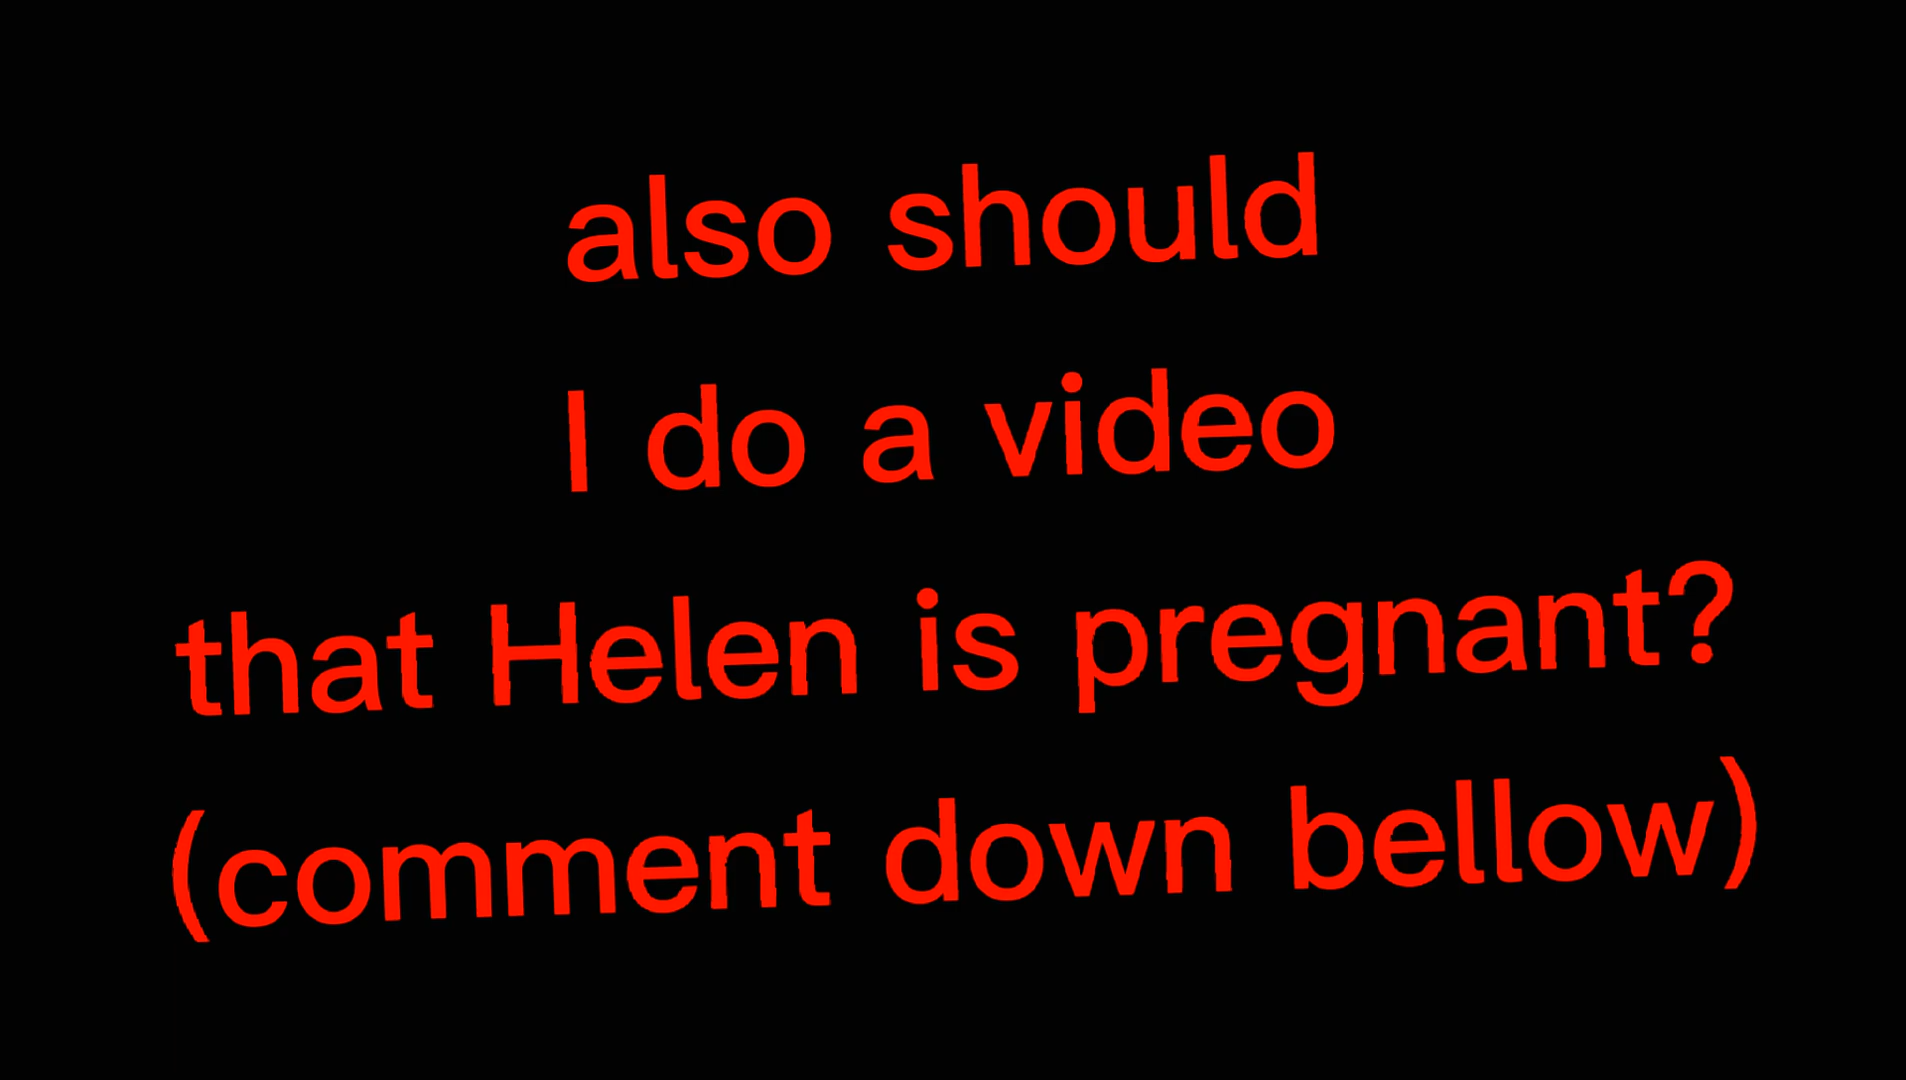 also should
I do a video
that Helen is pregnant?
(comment down bellow)